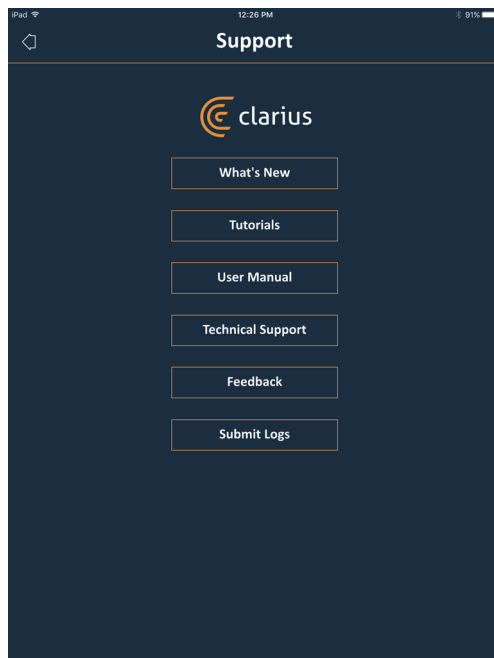 iPad 12:26 PM 91%
Support
clarius
What's New
Tutorials
User Manual
Technical Support
Feedback
Submit Logs